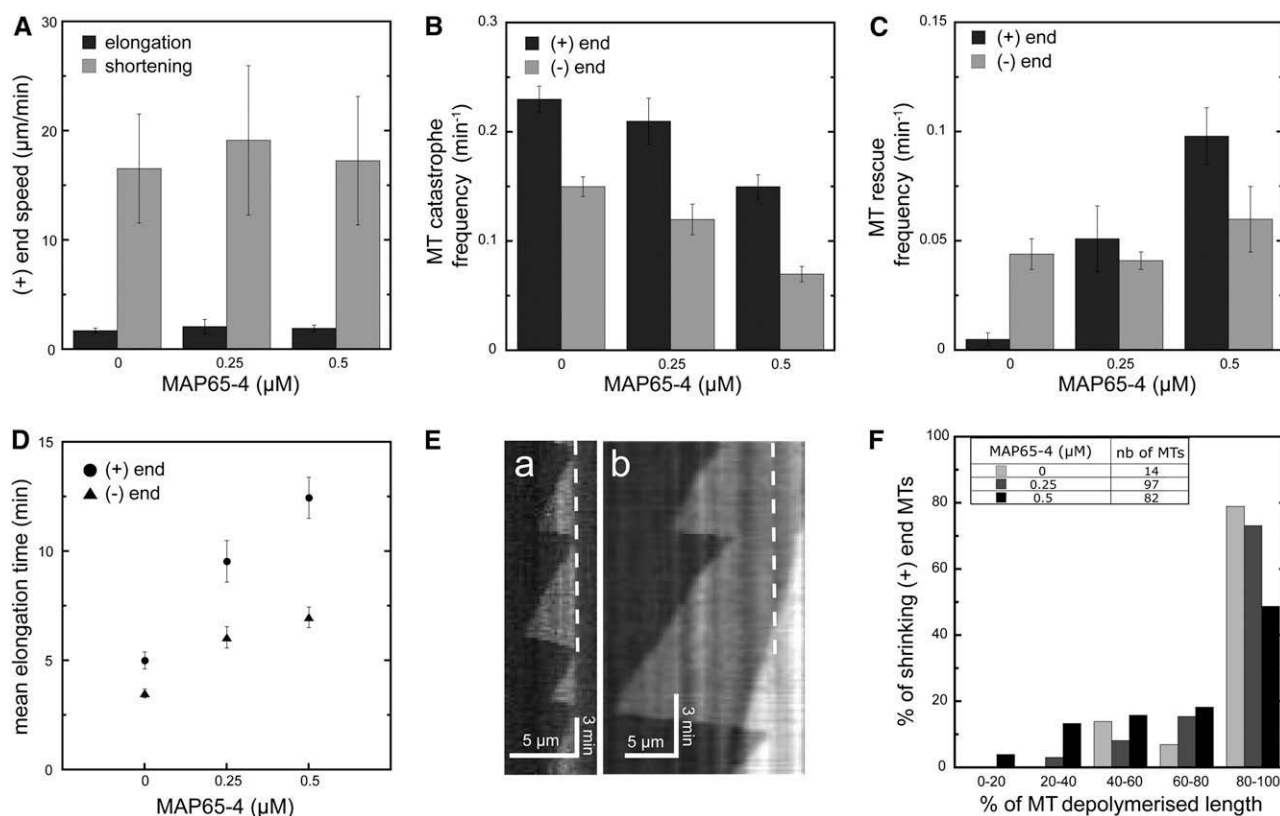 A
elongation
shortening
(+) end speed (µm/min)
30
20
10
0
0
0.25
0.5
MAP65-4 (µM)
B
(+) end
(-) end
MT catastrophe
frequency (min⁻¹)
0.3
0.2
0.1
0
0
0.25
0.5
MAP65-4 (µM)
C
(+) end
(-) end
MT rescue
frequency (min⁻¹)
0.15
0.1
0.05
0
0
0.25
0.5
MAP65-4 (µM)
D
(+) end
(-) end
mean elongation time (min)
15
10
5
0
0
0.25
0.5
MAP65-4 (µM)
E
a
5 µm
3 min
b
5 µm
3 min
F
MAP65-4 (µM) nb of MTs
0 14
0.25 97
0.5 82
% of shrinking (+) end MTs
100
80
60
40
20
0
0-20
20-40
40-60
60-80
80-100
% of MT depolymerised length